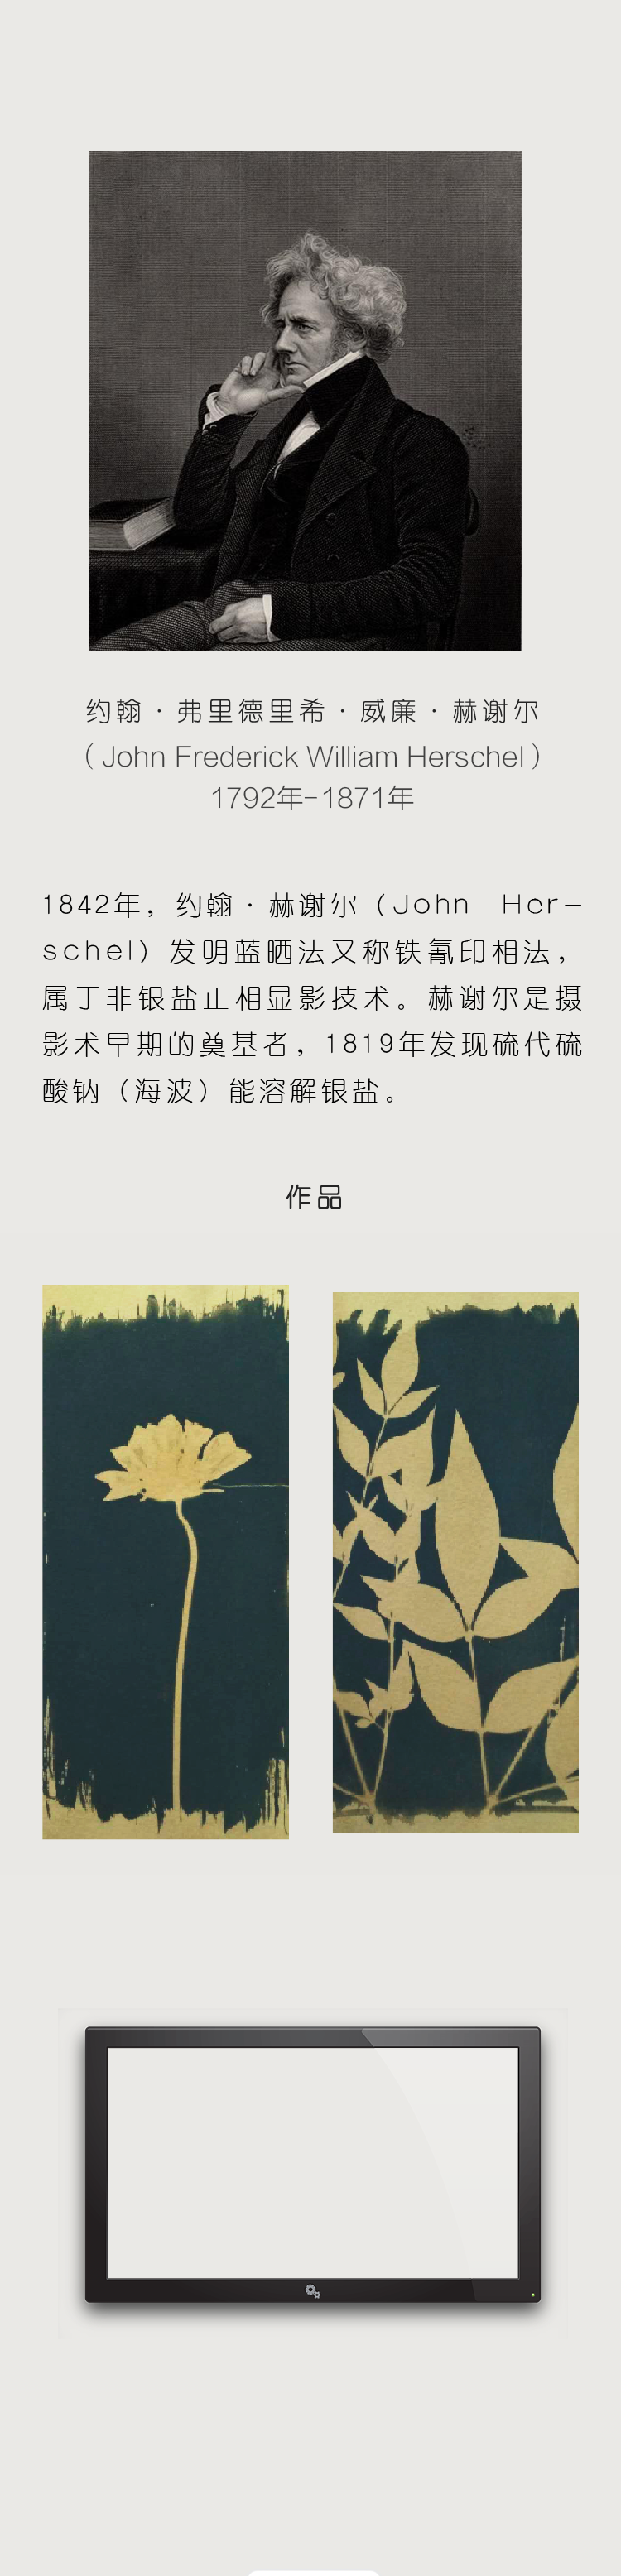 约翰·弗里德里希·威廉·赫谢尔
（John Frederick William Herschel）
1792年-1871年
1842年，约翰·赫谢尔（John Her-
schel）发明蓝晒法又称铁氰印相法，
属于非银盐正相显影技术。赫谢尔是摄
影术早期的奠基者，1819年发现硫代硫
酸钠（海波）能溶解银盐。
作品